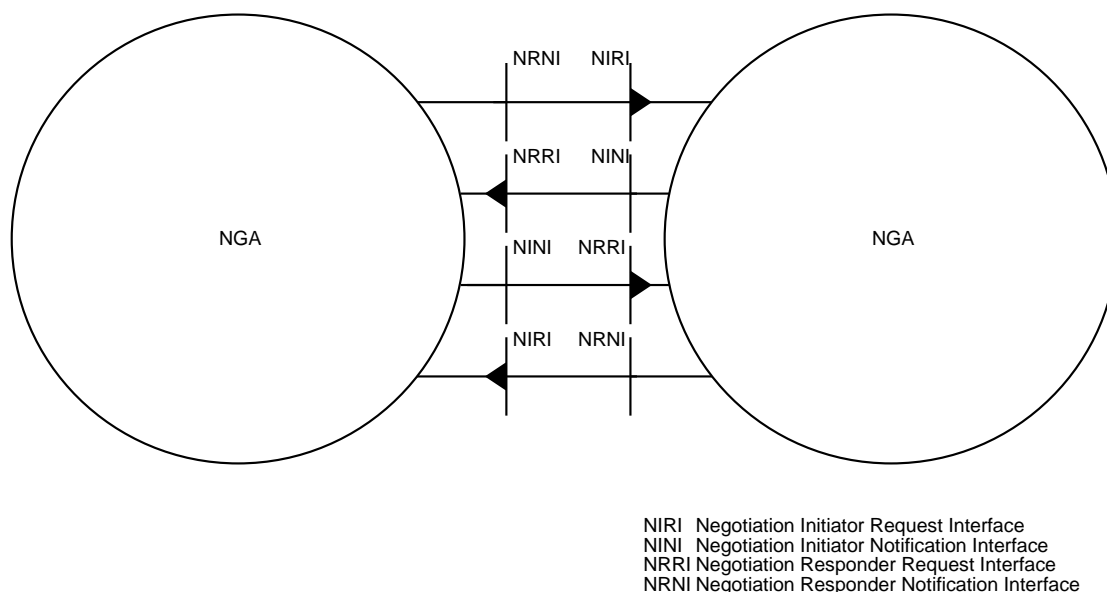 NRNI NIRI
NRRI NINI
NGA NGA
NINI NRRI
NIRI NRNI
NIRI Negotiation Initiator Request Interface
NINI Negotiation Initiator Notification Interface
NRRI Negotiation Responder Request Interface
NRNI Negotiation Responder Notification Interface